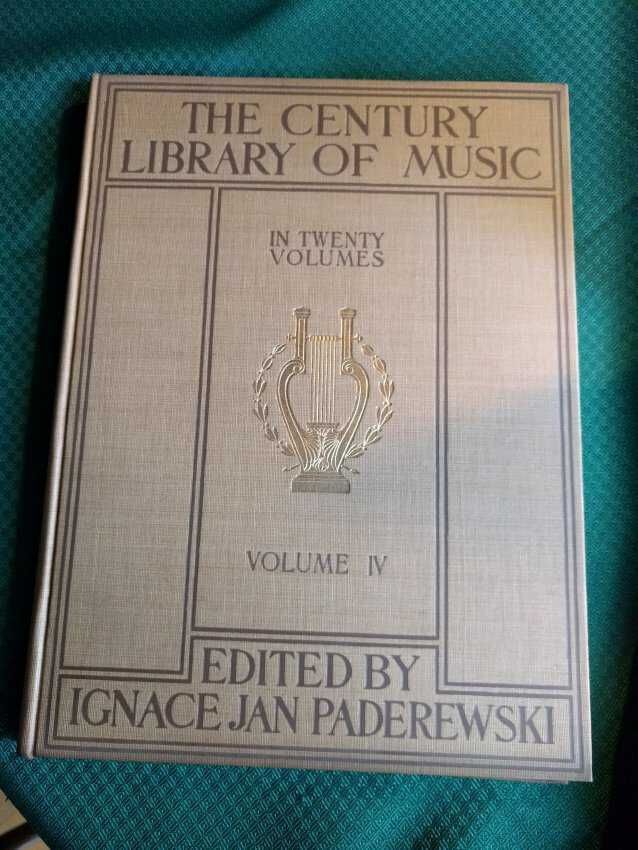 THE CENTURY
LIBRARY OF MUSIC
IN TWENTY
VOLUMES
VOLUME IV
EDITED BY
IGNACE JAN PADEREWSKI